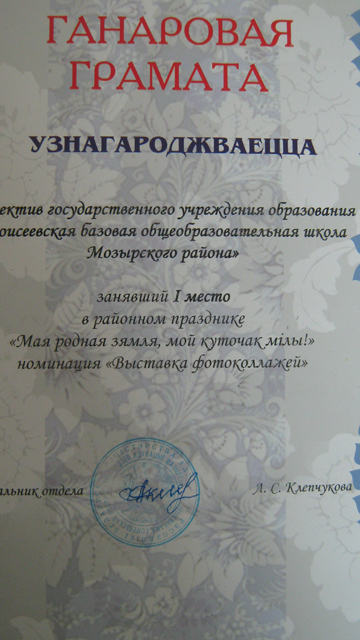 ГАНАРОВАЯ
ГРАМАТА
УЗНАГАРОДЖВАЕЦЦА
ектив государственного учреждения образования
оисеевская базовая общеобразовательная школа
Мозырского района»
занявший I место
в районном празднике
«Мая родная зямля, мой куточак мілы!»
номинация «Выставка фотоколлажей»
альник отдела
Л. С. Клепчукова